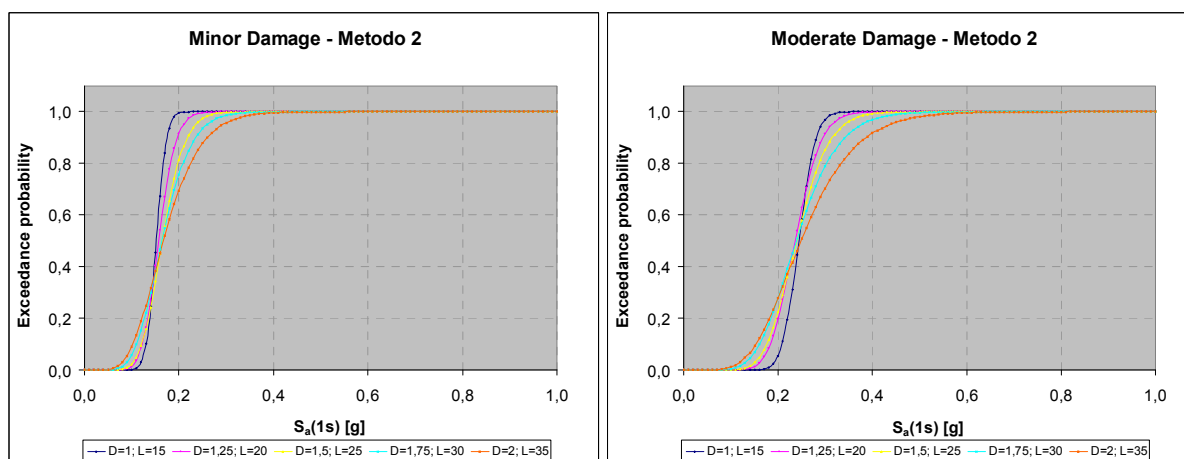 Minor Damage - Metodo 2
Exceedance probability
1,0
0,8
0,6
0,4
0,2
0,0
0,0 0,2 0,4 0,6 0,8 1,0
Sa(1s) [g]
D=1; L=15 D=1,25; L=20 D=1,5; L=25 D=1,75; L=30 D=2; L=35
Moderate Damage - Metodo 2
Exceedance probability
1,0
0,8
0,6
0,4
0,2
0,0
0,0 0,2 0,4 0,6 0,8 1,0
Sa(1s) [g]
D=1; L=15 D=1,25; L=20 D=1,5; L=25 D=1,75; L=30 D=2; L=35